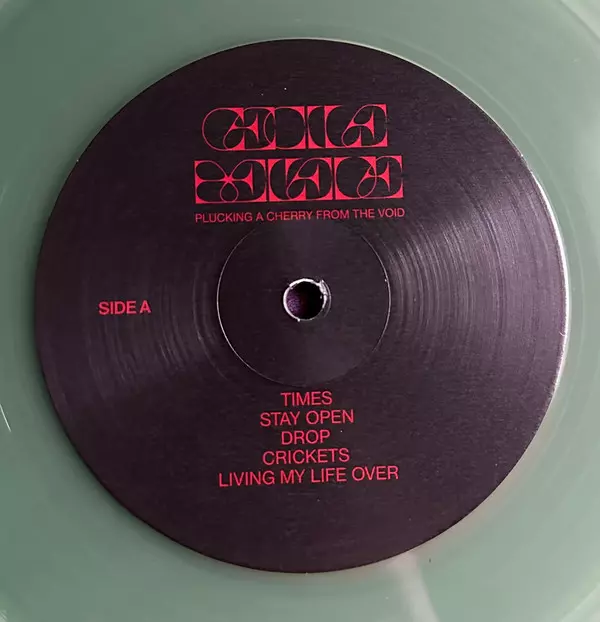 PLUCKING A CHERRY FROM THE VOID
SIDE A
TIMES
STAY OPEN
DROP
CRICKETS
LIVING MY LIFE OVER